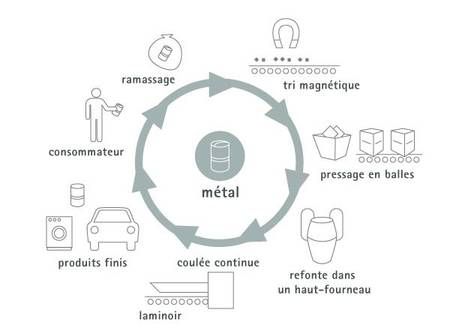 ramassage
tri magnétique
consommateur
pressage en balles
métal
produits finis
coulée continue
refonte dans
un haut-fourneau
laminoir